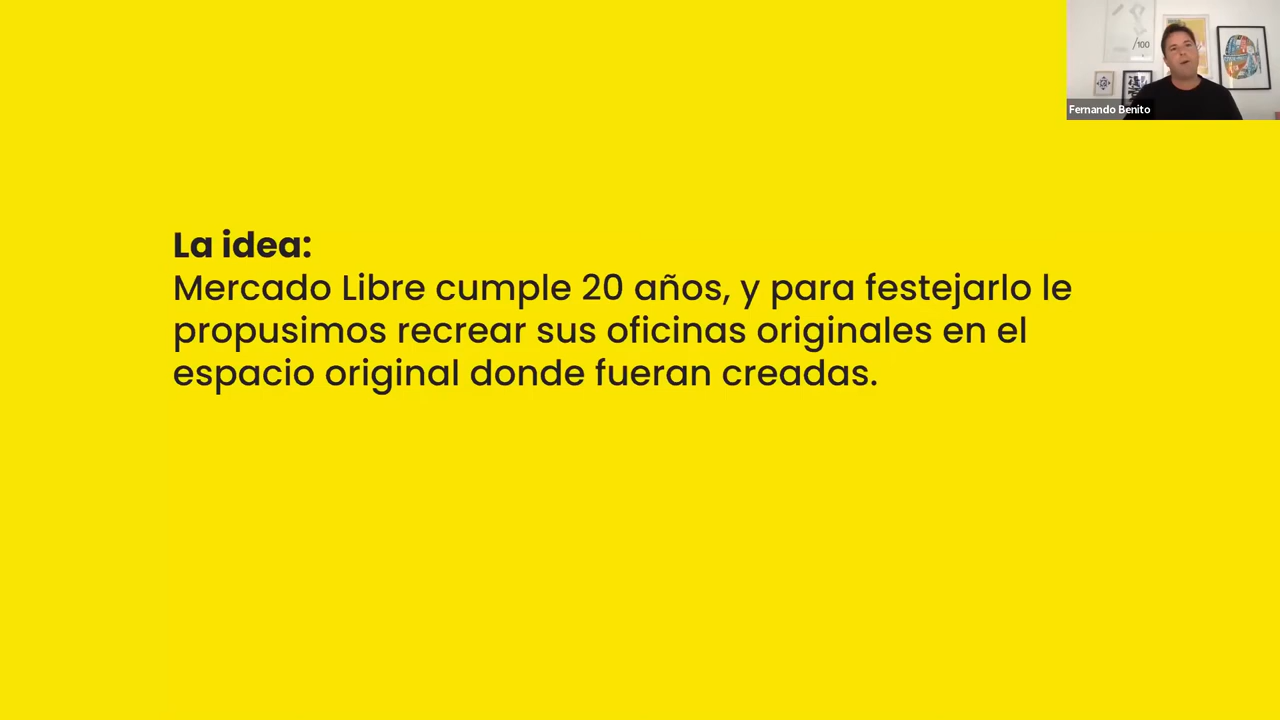 /100
Fernando Benito
La idea:
Mercado Libre cumple 20 años, y para festejarlo le
propusimos recrear sus oficinas originales en el
espacio original donde fueran creadas.